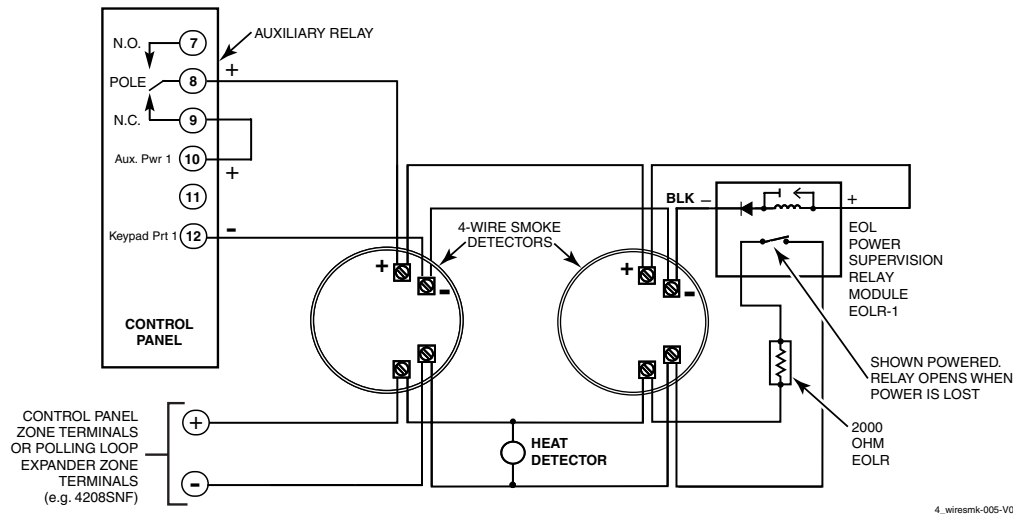 N.O.
7
AUXILIARY RELAY
+
POLE
8
N.C.
9
Aux. Pwr 1
10
+
11
Keypad Prt 1
12
-
CONTROL
PANEL
4-WIRE SMOKE
DETECTORS
+
-
+
-
BLK
–
+
EOL
POWER
SUPERVISION
RELAY
MODULE
EOLR-1
SHOWN POWERED.
RELAY OPENS WHEN
POWER IS LOST
2000
OHM
EOLR
CONTROL PANEL
ZONE TERMINALS
OR POLLING LOOP
EXPANDER ZONE
TERMINALS
(e.g. 4208SNF)
+
-
HEAT
DETECTOR
4_wiresmk-005-V0